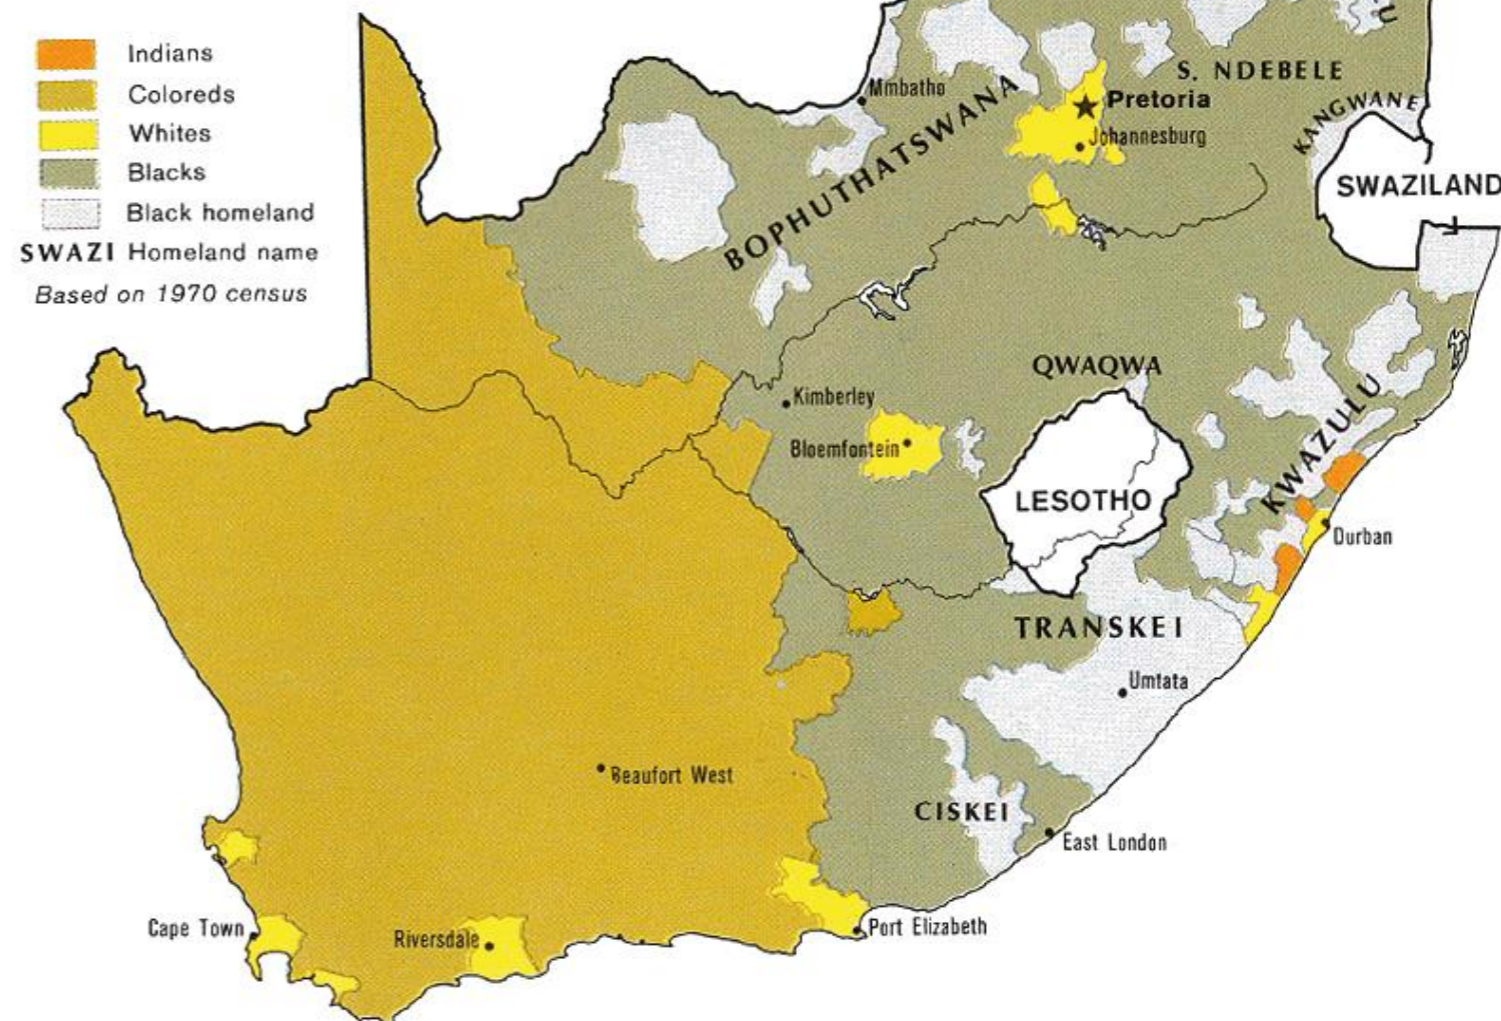 Indians
Coloreds
Whites
Blacks
Black homeland
SWAZI Homeland name
Based on 1970 census
Mmbatho
S. NDEBELE
Pretoria
Johannesburg
KANGWANE
SWAZILAND
BOPHUTHATSWANA
QWAQWA
Kimberley
Bloemfontein
LESOTHO
KWAZULU
Durban
TRANSKEI
Umtata
Beaufort West
CISKEI
East London
Cape Town
Riversdale
Port Elizabeth